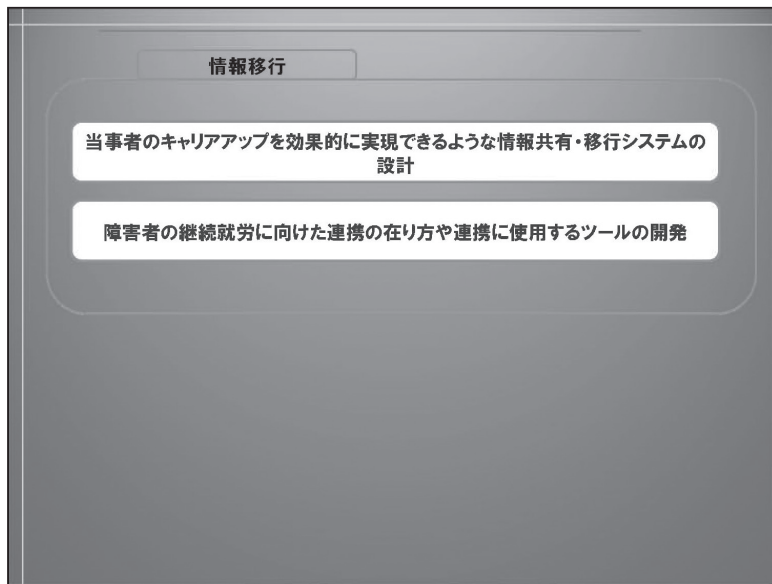 情報移行
当事者のキャリアアップを効果的に実現できるような情報共有・移行システムの
設計
障害者の継続就労に向けた連携の在り方や連携に使用するツールの開発